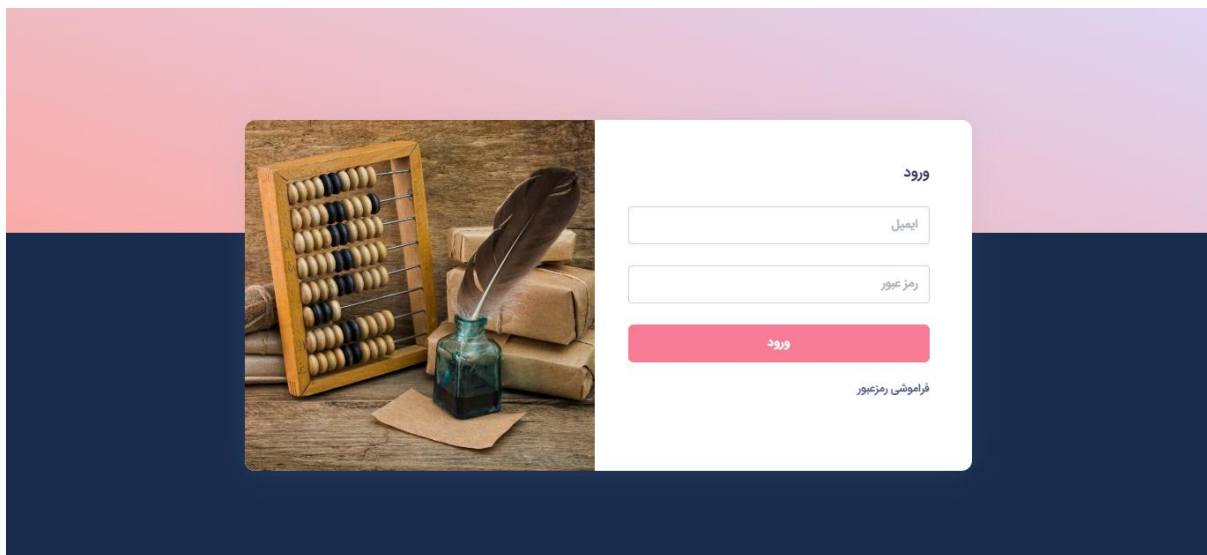 ورود
ایمیل
رمز عبور
ورود
فراموشی رمزعبور